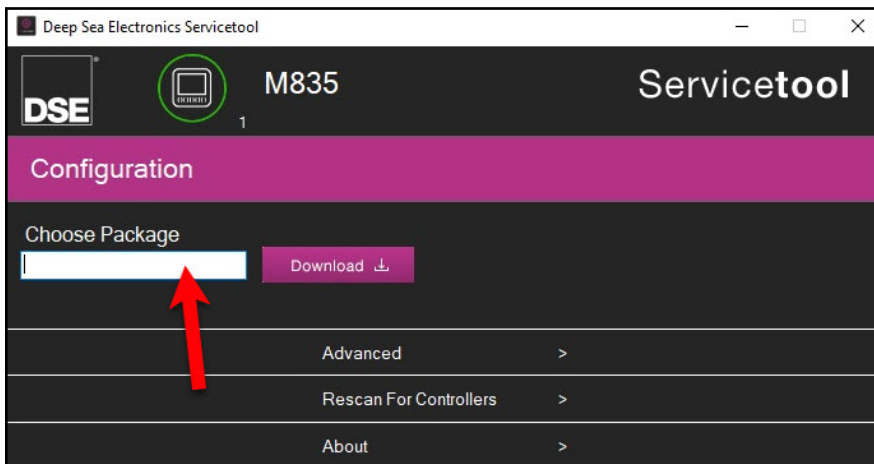 Deep Sea Electronics Servicetool
DSE
1
M835
Servicetool
Configuration
Choose Package
Download
Advanced >
Rescan For Controllers >
About >